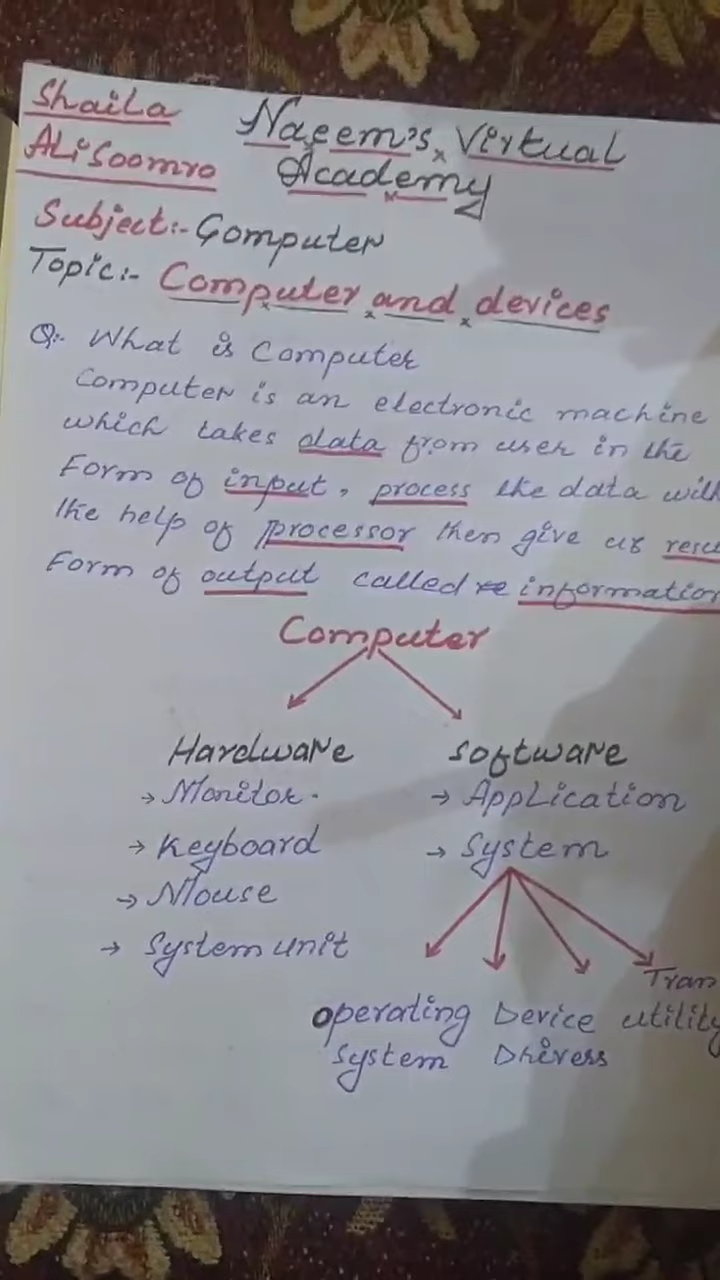 Shaila
Ali Soomro
Naeem's Virtual
Academy
Subject:- Computer
Topic:- Computer and devices
Q:- What is Computer
Computer is an electronic machine
which takes data from user in the
Form of input, process the data with
the help of processor then give us
Form of output called information
Computer
Hardware Software
→ Monitor. → Application
→ Keyboard → System
→ Mouse
→ System unit
Tran
Operating Device utility
System Drivers